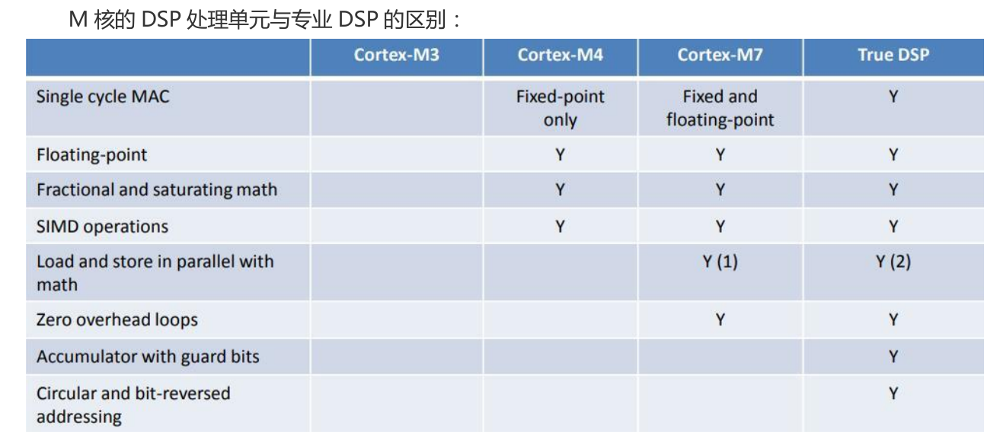 M 核的 DSP 处理单元与专业 DSP 的区别：
Cortex-M3 Cortex-M4 Cortex-M7 True DSP
Single cycle MAC Fixed-point Fixed and Y
only floating-point
Floating-point Y Y Y
Fractional and saturating math Y Y Y
SIMD operations Y Y Y
Load and store in parallel with Y (1) Y (2)
math
Zero overhead loops Y Y
Accumulator with guard bits Y
Circular and bit-reversed Y
addressing